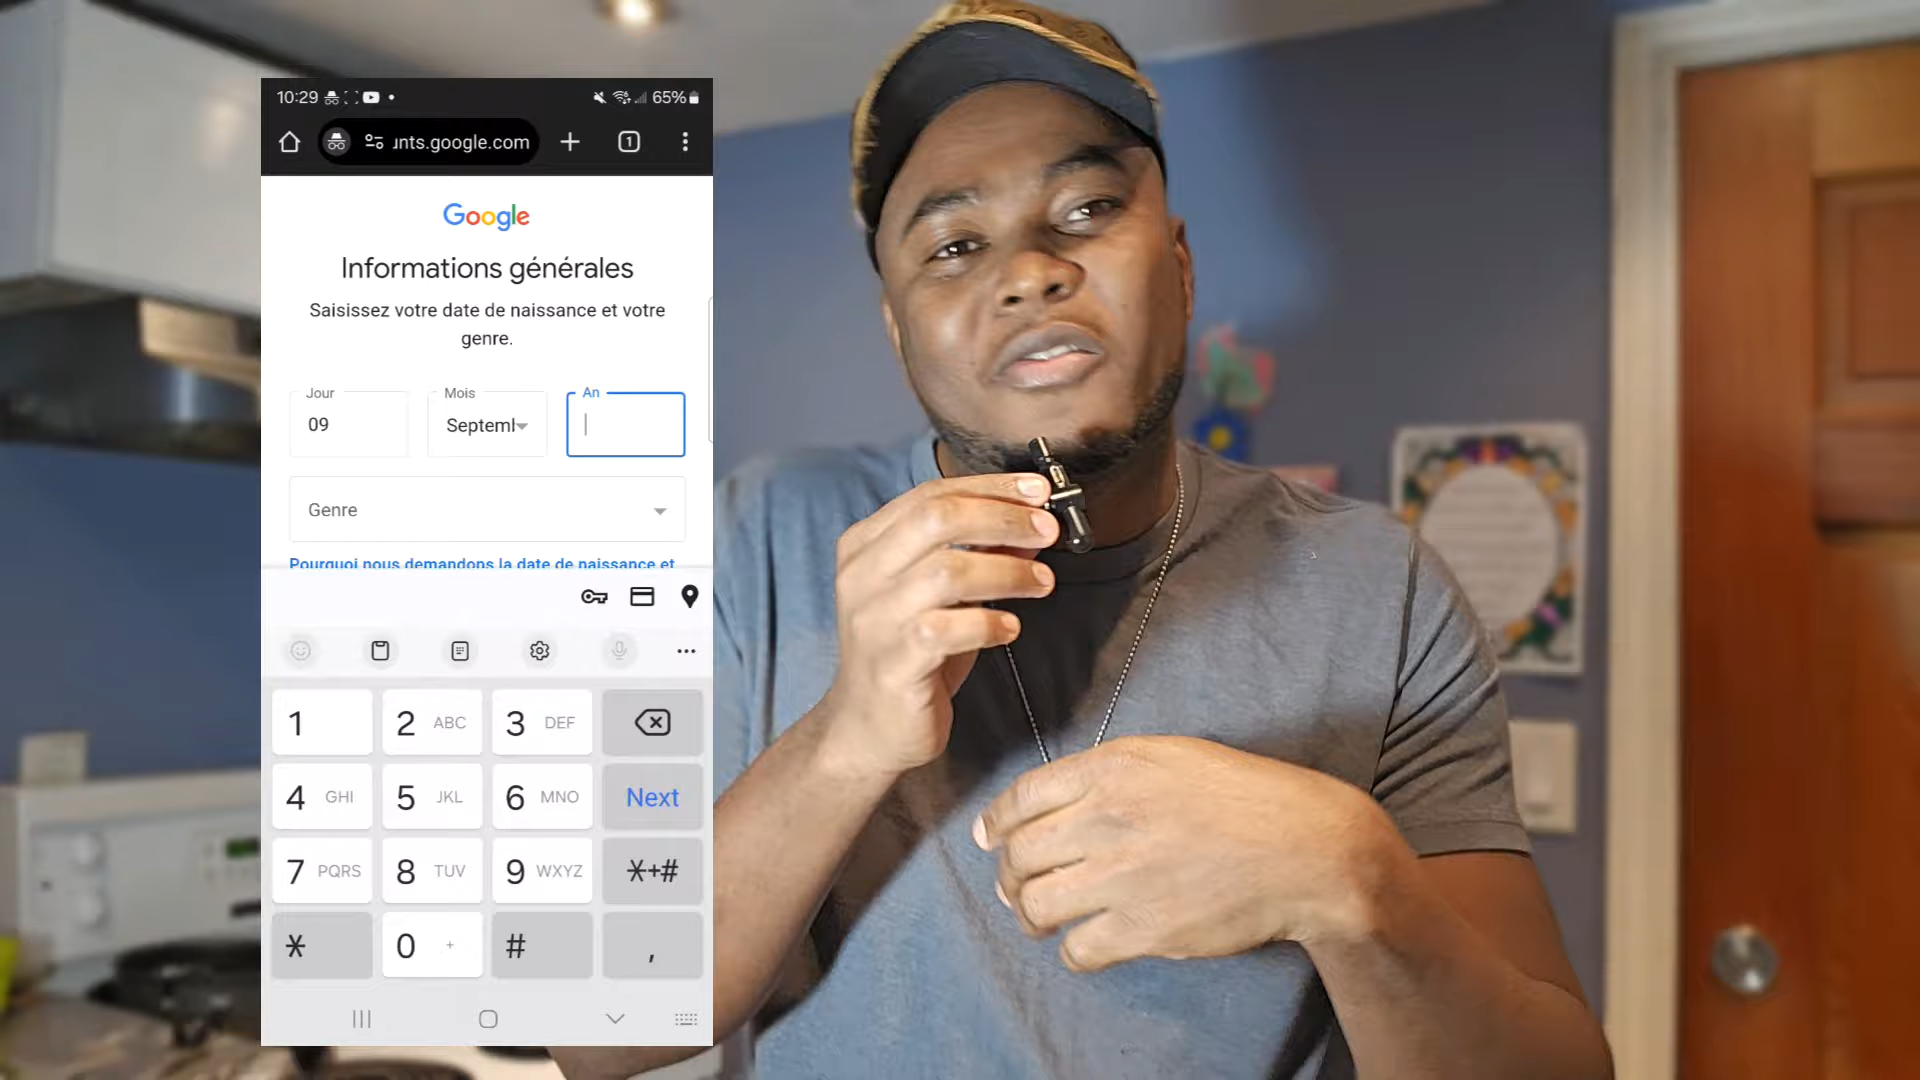 10:29
65%
ınts.google.com
1
Google
Informations générales
Saisissez votre date de naissance et votre
genre.
Jour
Mois
An
09
Septeml
Genre
Pourquoi nous demandons la date de naissance et
1
2 ABC
3 DEF
4 GHI
5 JKL
6 MNO
Next
7 PQRS
8 TUV
9 WXYZ
*+#
*
0 +
#
,